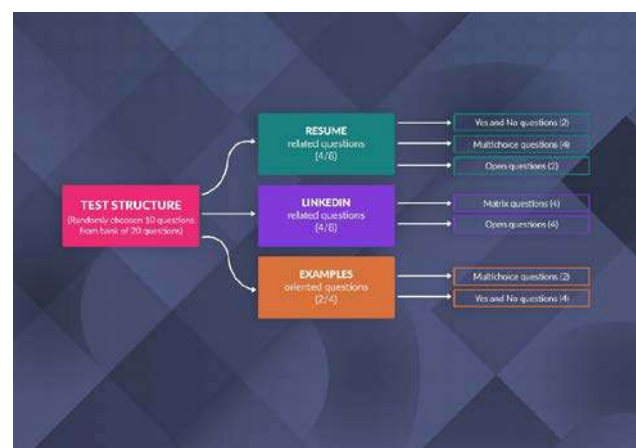 TEST STRUCTURE
(Randomly choosen 10 questions
from bank of 20 questions)
RESUME
related questions
(4/8)
Yes and No questions (2)
Multichoice questions (4)
Open questions (2)
LINKEDIN
related questions
(4/8)
Matrix questions (4)
Open questions (4)
EXAMPLES
oriented questions
(2/4)
Multichoice questions (2)
Yes and No questions (4)